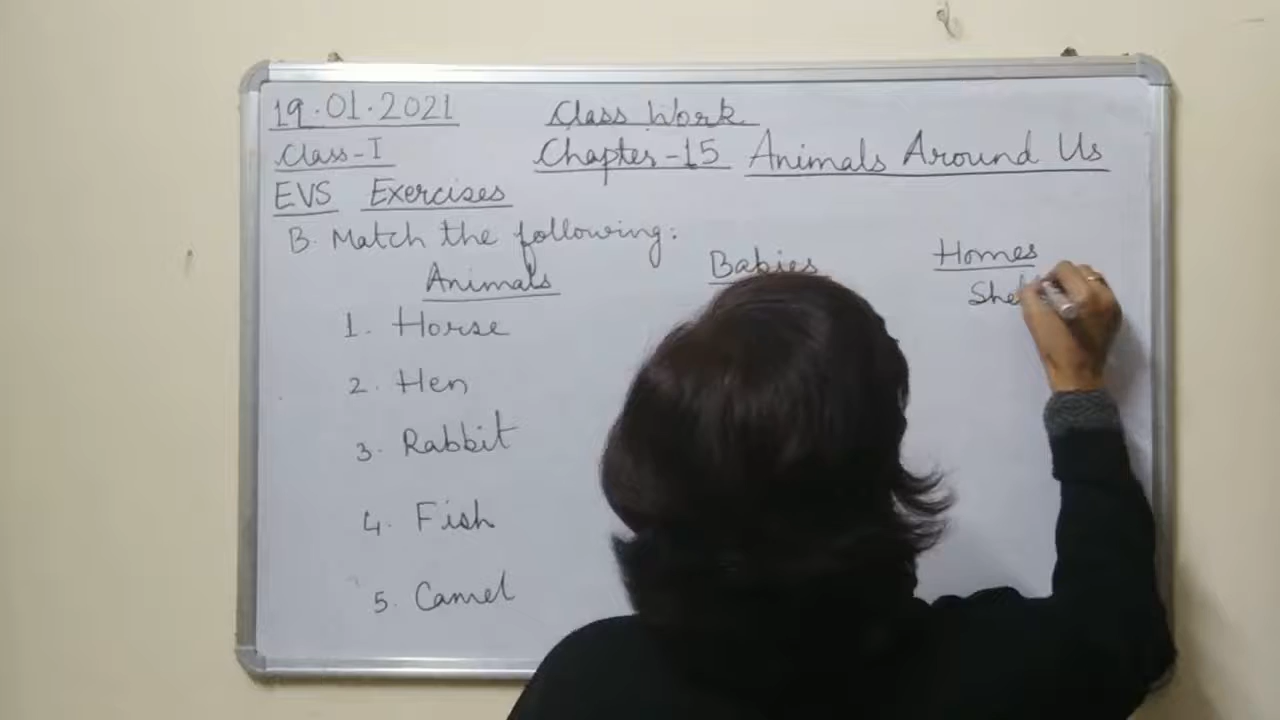 19.01.2021 Class Work
Class-I Chapter-15 Animals Around Us
EVS Exercises
B. Match the following:
Animals Babies Homes
1. Horse
2. Hen
3. Rabbit
4. Fish
5. Camel